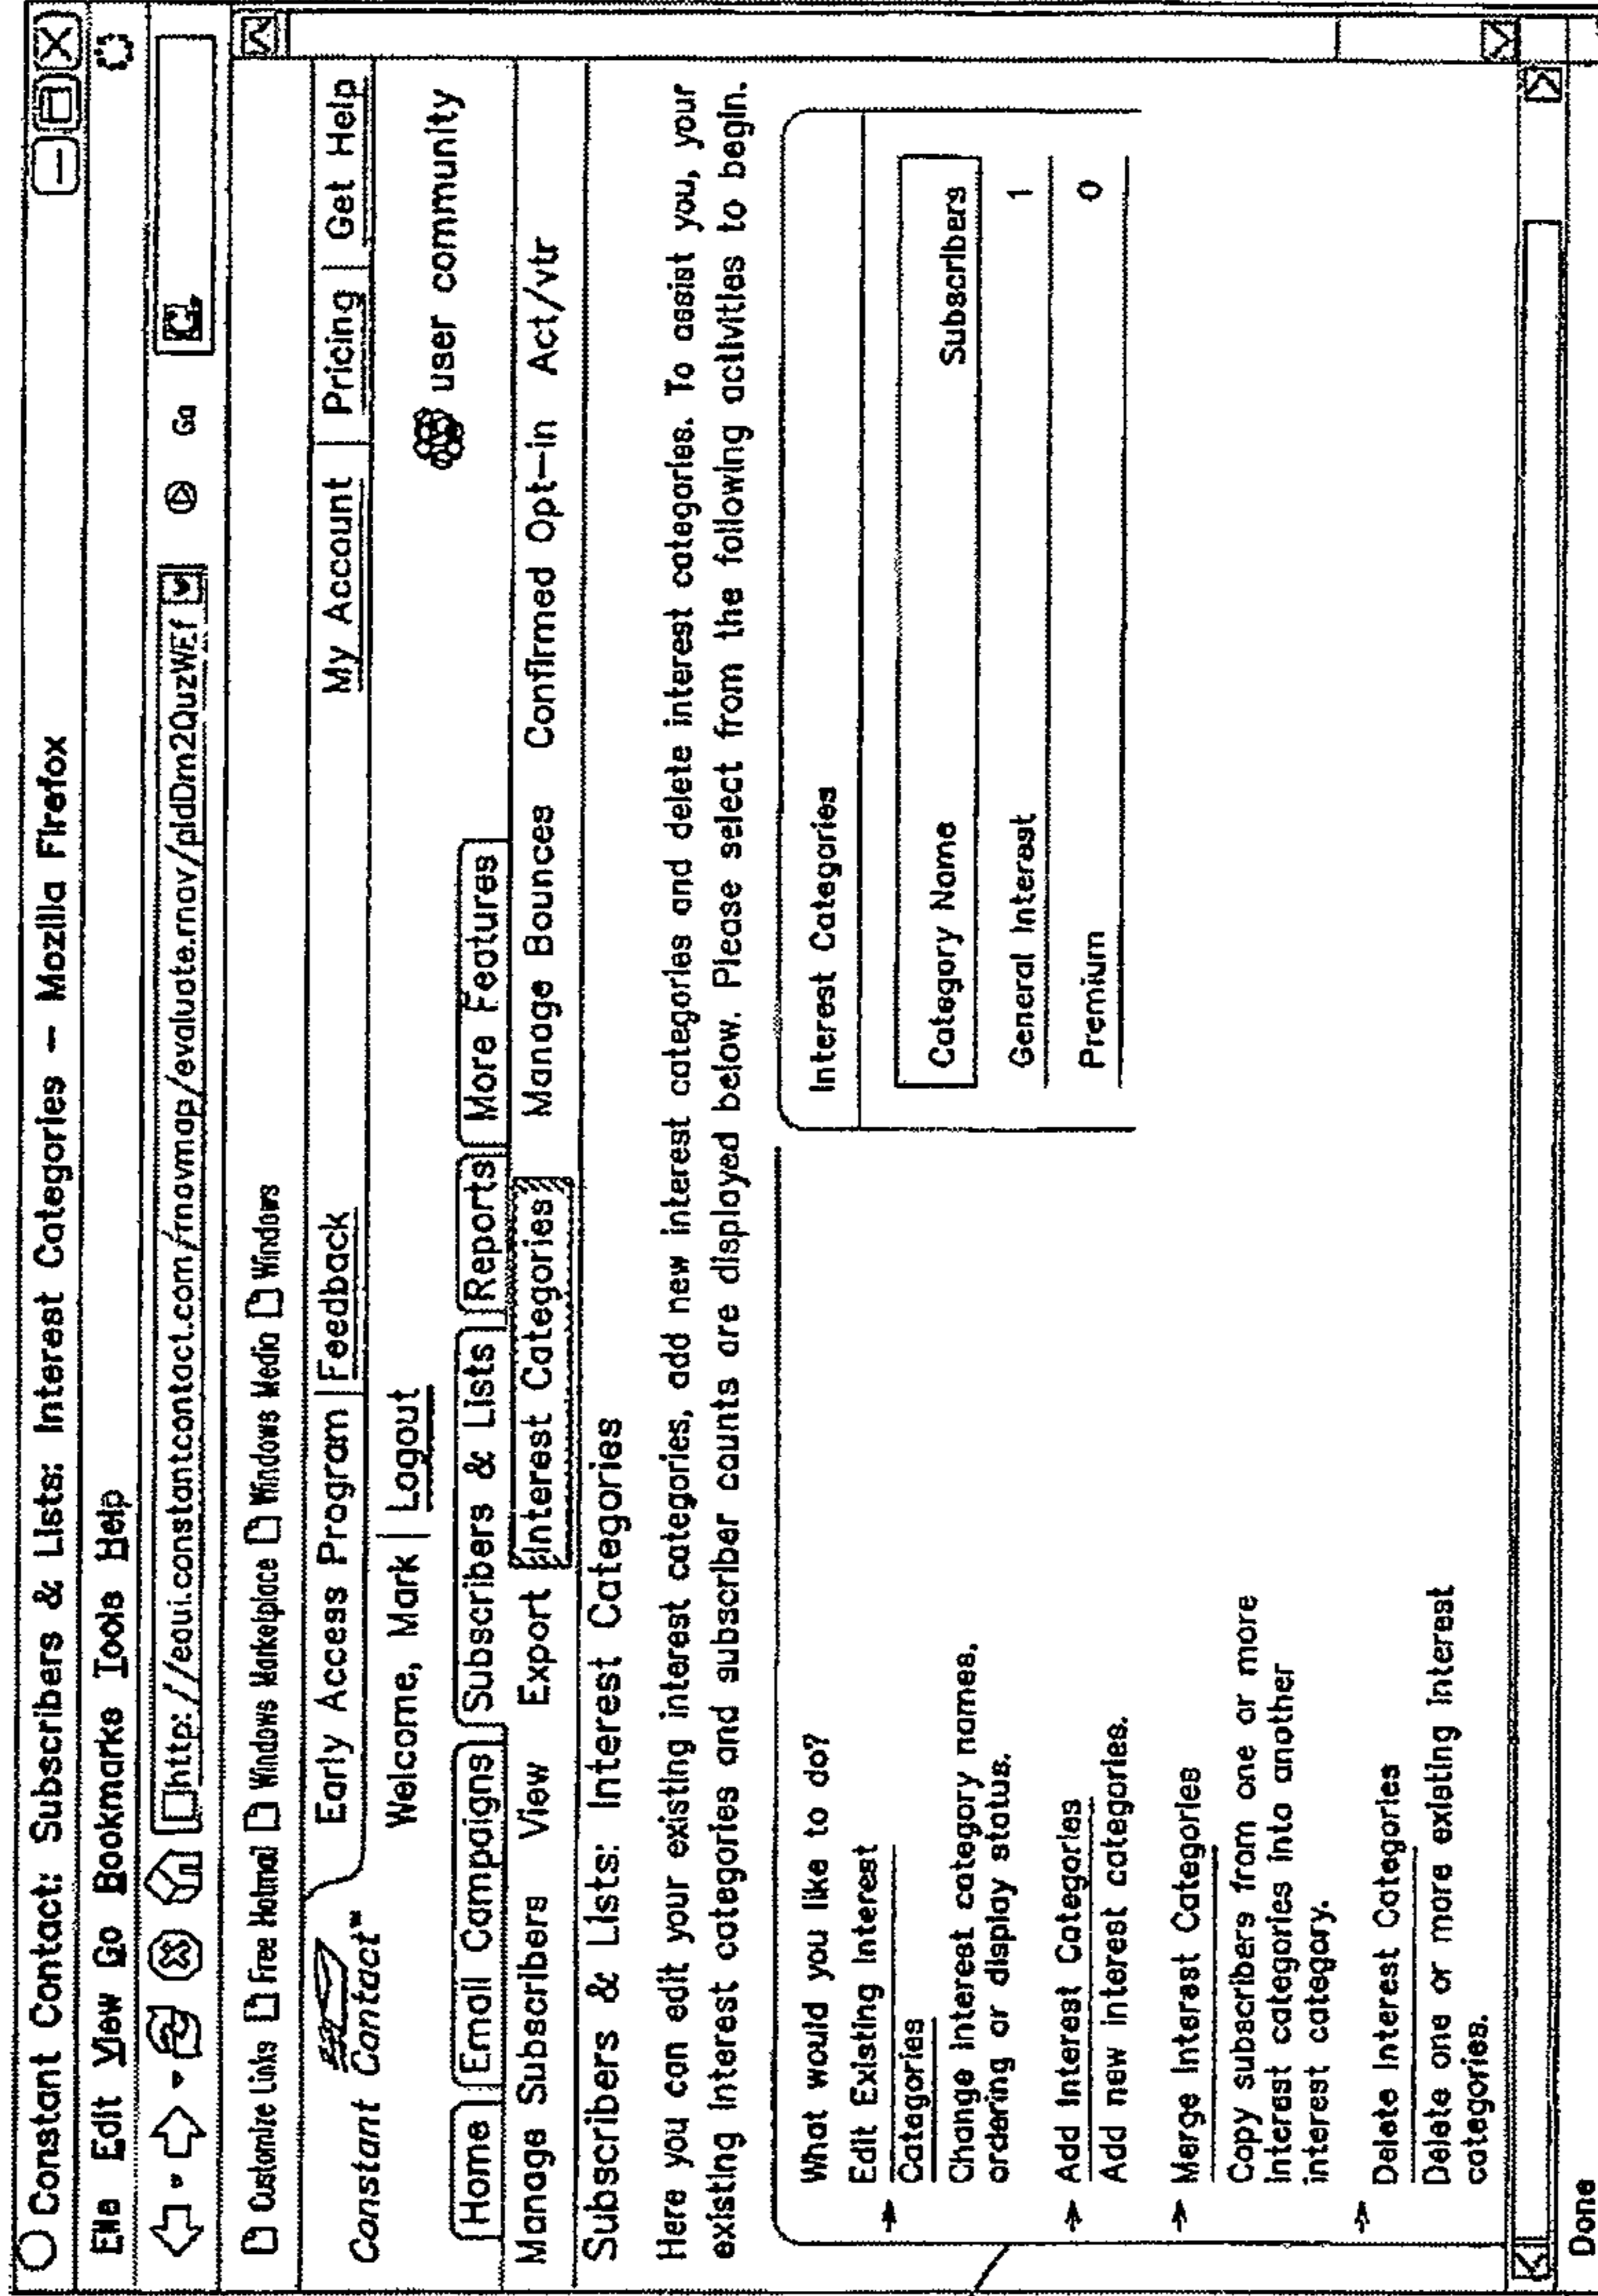 Constant Contact: Subscribers & Lists: Interest Categories — Mozilla Firefox
File Edit View Go Bookmarks Tools Help
http://eaui.constantcontact.com/rnavmap/evaluate.rnav/pidDm2QuzWEf Go G
Customize Links Free Hotmail Windows Marketplace Windows Media Windows
Early Access Program | Feedback My Account | Pricing | Get Help
Constant Contact™
Welcome, Mark | Logout user community
Home Email Campaigns Subscribers & Lists Reports More Features
Manage Subscribers View Export Interest Categories Manage Bounces Confirmed Opt-in Act/vtr
Subscribers & Lists: Interest Categories
Here you can edit your existing interest categories, add new interest categories and delete interest categories. To assist you, your
existing interest categories and subscriber counts are displayed below. Please select from the following activities to begin.
What would you like to do?
Edit Existing Interest
Categories
Change interest category names,
ordering or display status.
Add Interest Categories
Add new interest categories.
Merge Interest Categories
Copy subscribers from one or more
interest categories into another
interest category.
Delete Interest Categories
Delete one or more existing interest
categories.
Interest Categories
Category Name Subscribers
General Interest 1
Premium 0
Done